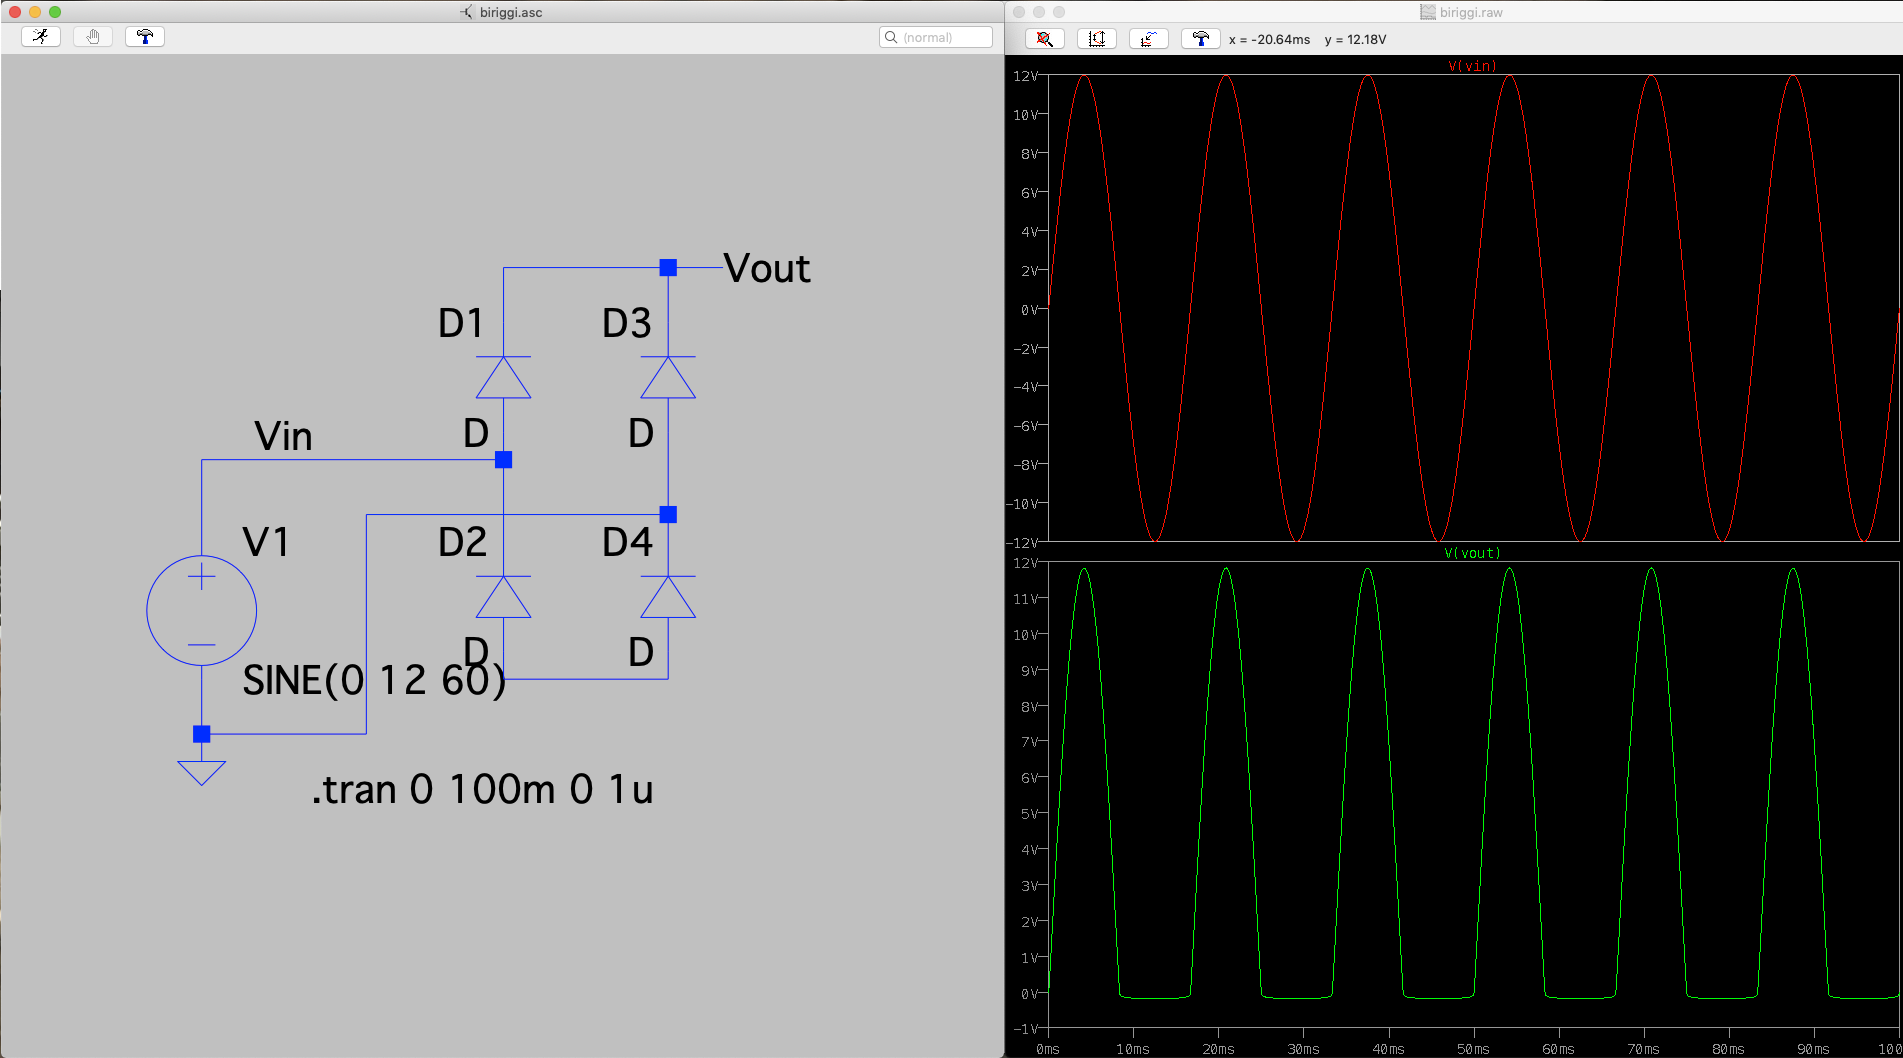 biriggi.asc
(normal)
Vout
D1
D3
D
D
Vin
V1
D2
D4
D
D
SINE(0 12 60)
.tran 0 100m 0 1u
biriggi.raw
x = -20.64ms y = 12.18V
V(vin)
12V
10V
8V
6V
4V
2V
0V
-2V
-4V
-6V
-8V
-10V
-12V
V(vout)
12V
11V
10V
9V
8V
7V
6V
5V
4V
3V
2V
1V
0V
-1V
0ms 10ms 20ms 30ms 40ms 50ms 60ms 70ms 80ms 90ms 100